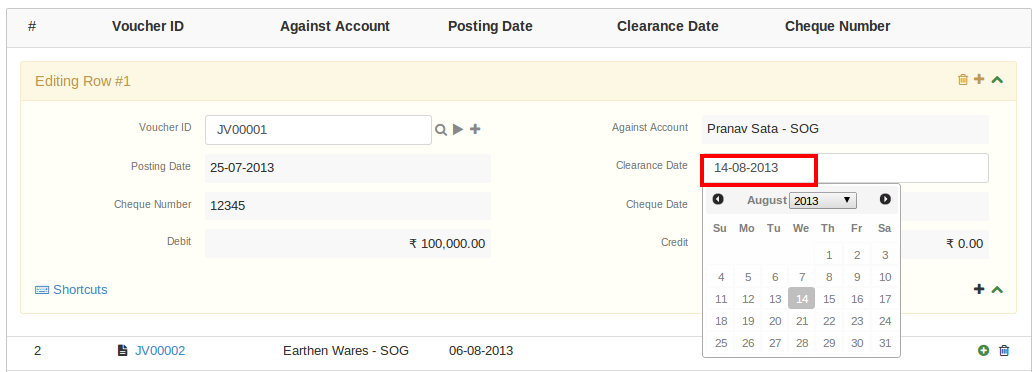 # Voucher ID Against Account Posting Date Clearance Date Cheque Number
Editing Row #1
Voucher ID JV00001 Against Account Pranav Sata - SOG
Posting Date 25-07-2013 Clearance Date 14-08-2013
Cheque Number 12345 Cheque Date
August 2013
Debit ₹ 100,000.00 Credit ₹ 0.00
Su Mo Tu We Th Fr Sa
1 2 3
4 5 6 7 8 9 10
11 12 13 14 15 16 17
18 19 20 21 22 23 24
25 26 27 28 29 30 31
Shortcuts
2 JV00002 Earthen Wares - SOG 06-08-2013